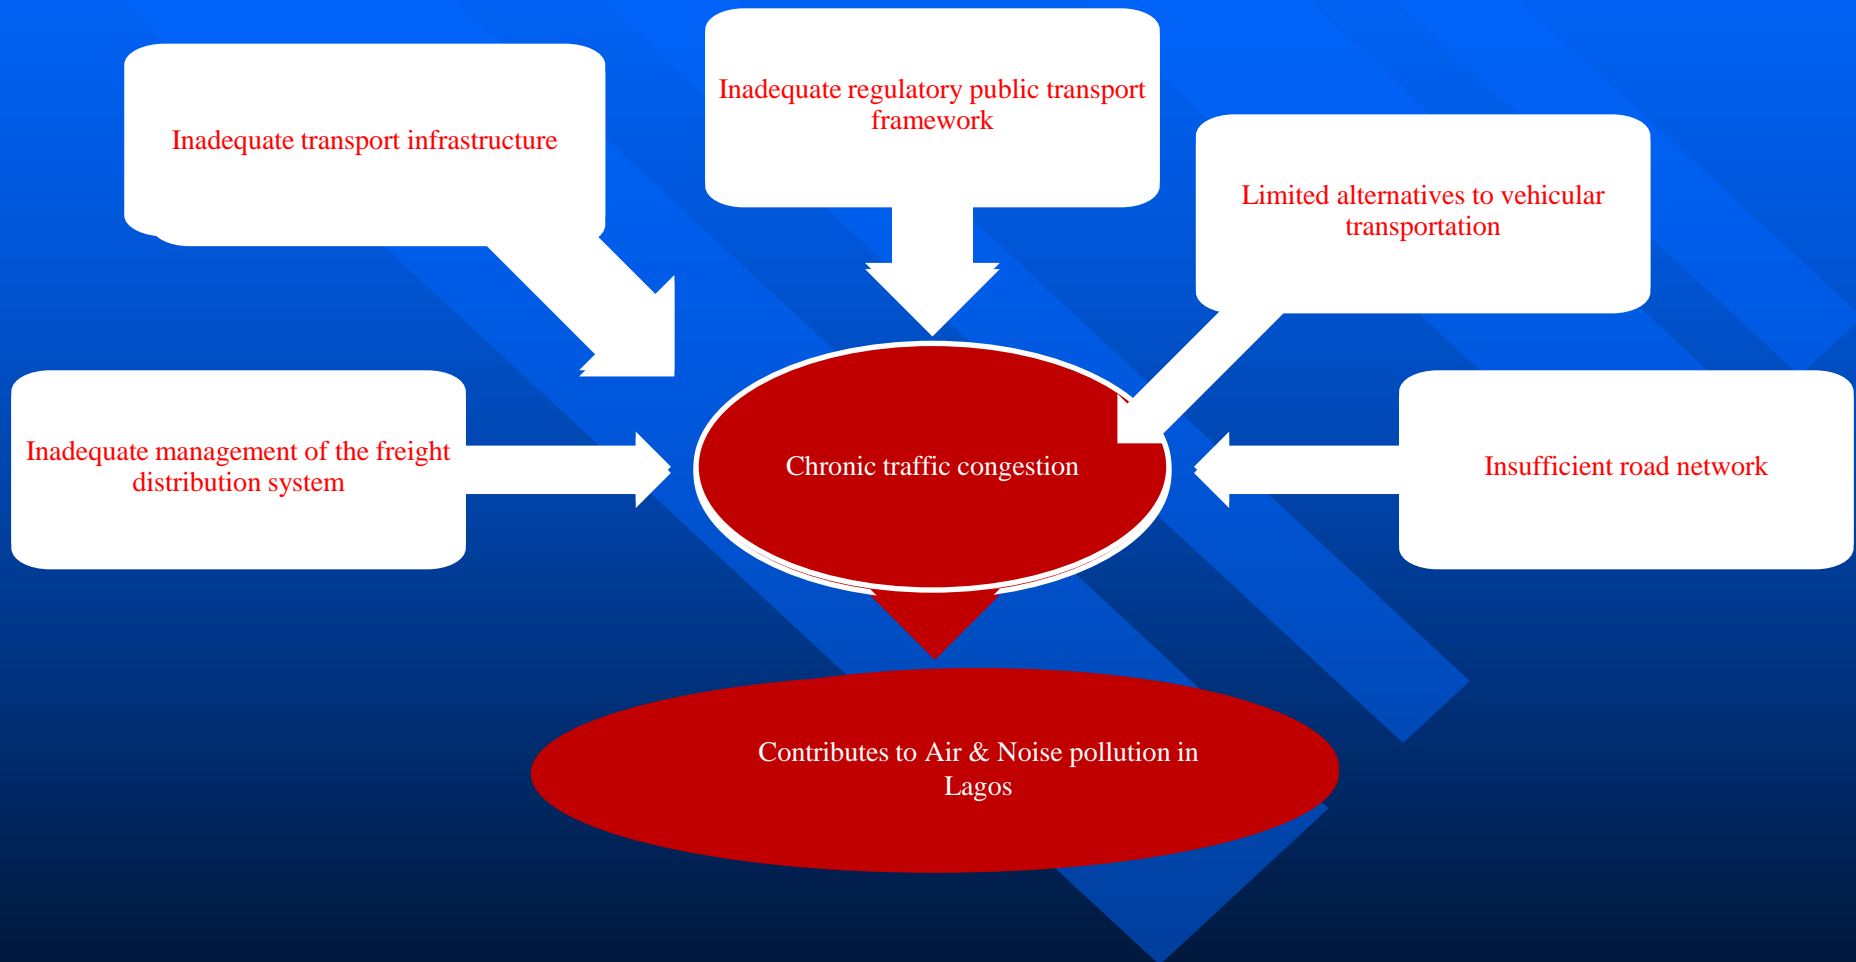 Inadequate regulatory public transport
framework
Inadequate transport infrastructure
Limited alternatives to vehicular
transportation
Inadequate management of the freight
distribution system
Chronic traffic congestion
Insufficient road network
Contributes to Air & Noise pollution in
Lagos